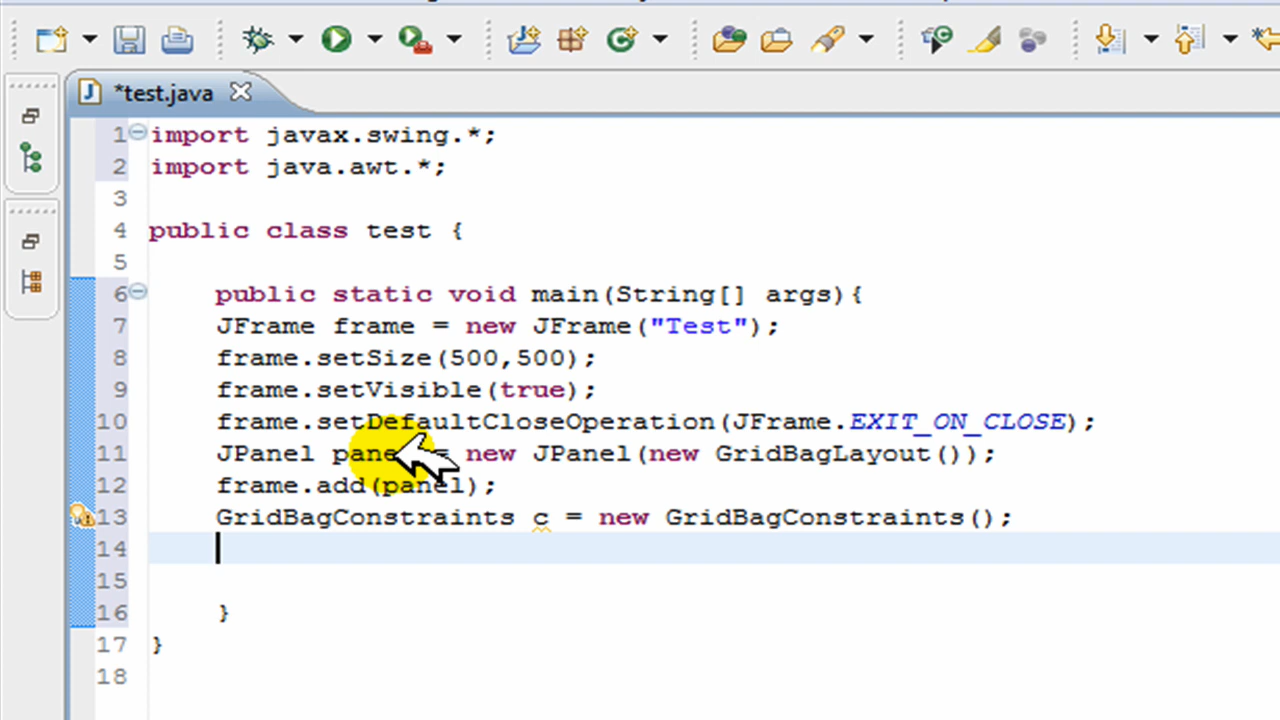 *test.java
1 import javax.swing.*;
2 import java.awt.*;
3
4 public class test {
5
6 public static void main(String[] args){
7 JFrame frame = new JFrame("Test");
8 frame.setSize(500,500);
9 frame.setVisible(true);
10 frame.setDefaultCloseOperation(JFrame.EXIT_ON_CLOSE);
11 JPanel panel = new JPanel(new GridBagLayout());
12 frame.add(panel);
13 GridBagConstraints c = new GridBagConstraints();
14
15
16 }
17 }
18